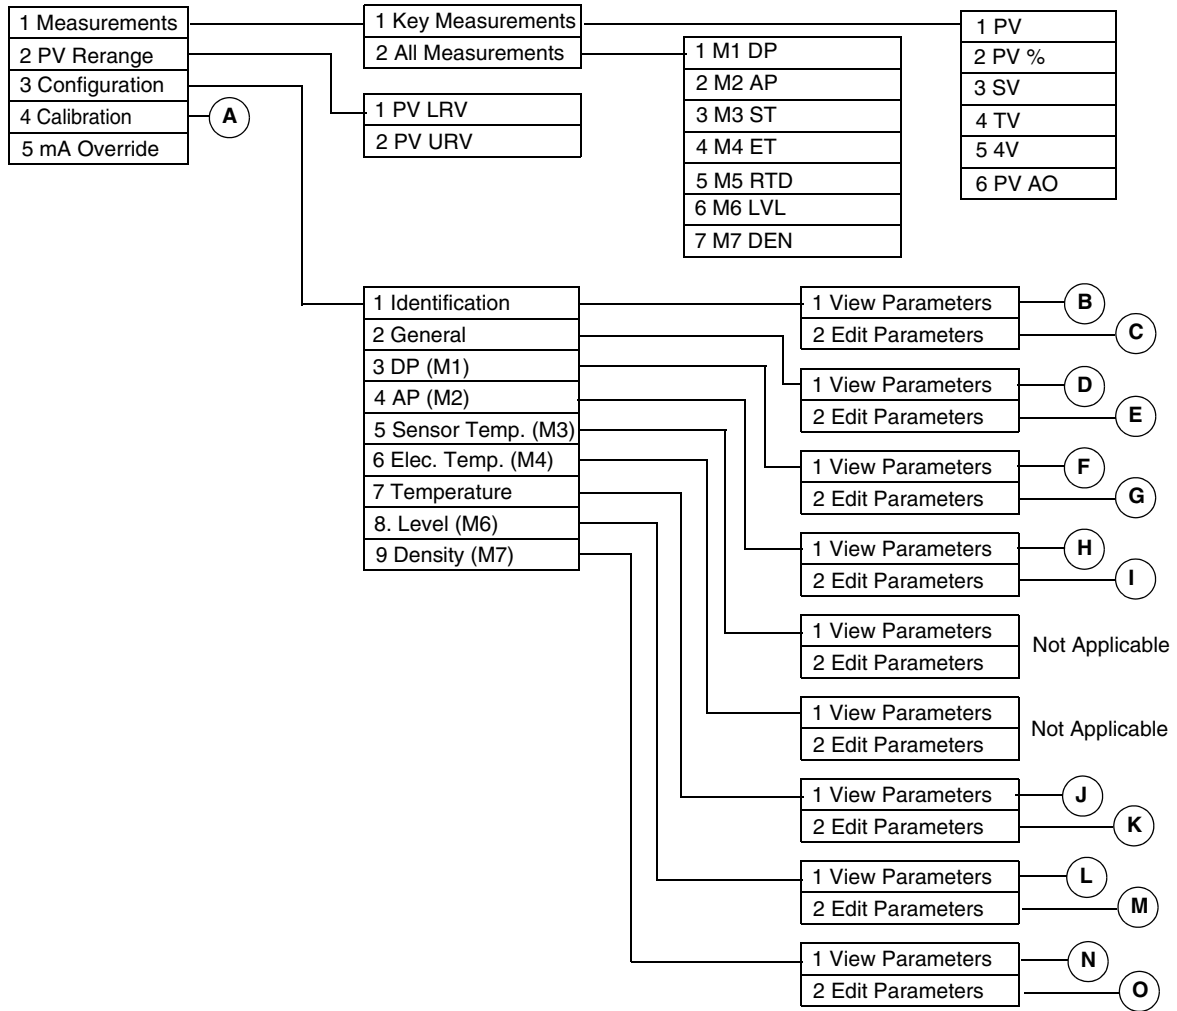 1 Measurements
2 PV Rerange
3 Configuration
4 Calibration
5 mA Override
A
1 Key Measurements
2 All Measurements
1 PV LRV
2 PV URV
1 M1 DP
2 M2 AP
3 M3 ST
4 M4 ET
5 M5 RTD
6 M6 LVL
7 M7 DEN
1 PV
2 PV %
3 SV
4 TV
5 4V
6 PV AO
1 Identification
2 General
3 DP (M1)
4 AP (M2)
5 Sensor Temp. (M3)
6 Elec. Temp. (M4)
7 Temperature
8. Level (M6)
9 Density (M7)
1 View Parameters
B
2 Edit Parameters
C
1 View Parameters
D
2 Edit Parameters
E
1 View Parameters
F
2 Edit Parameters
G
1 View Parameters
H
2 Edit Parameters
I
1 View Parameters
2 Edit Parameters
Not Applicable
1 View Parameters
2 Edit Parameters
Not Applicable
1 View Parameters
J
2 Edit Parameters
K
1 View Parameters
L
2 Edit Parameters
M
1 View Parameters
N
2 Edit Parameters
O